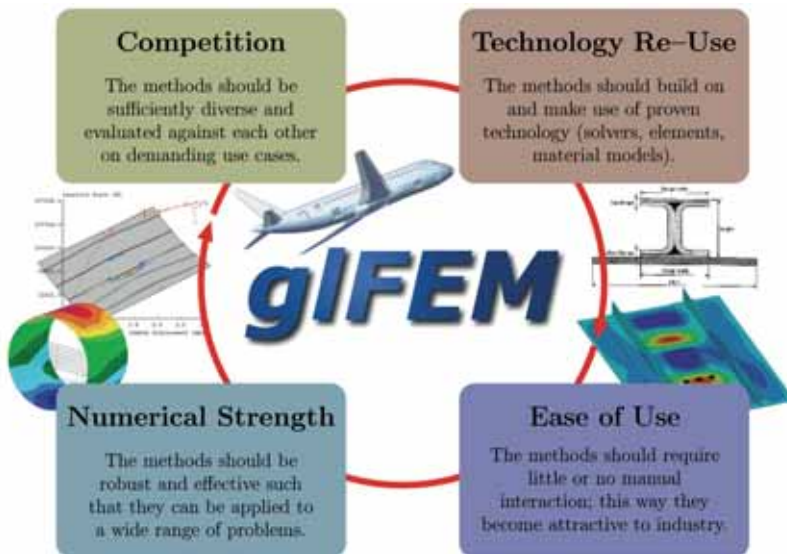 Competition
The methods should be
sufficiently diverse and
evaluated against each other
on demanding use cases.
Technology Re–Use
The methods should build on
and make use of proven
technology (solvers, elements,
material models).
glFEM
Numerical Strength
The methods should be
robust and effective such
that they can be applied to
a wide range of problems.
Ease of Use
The methods should require
little or no manual
interaction; this way they
become attractive to industry.